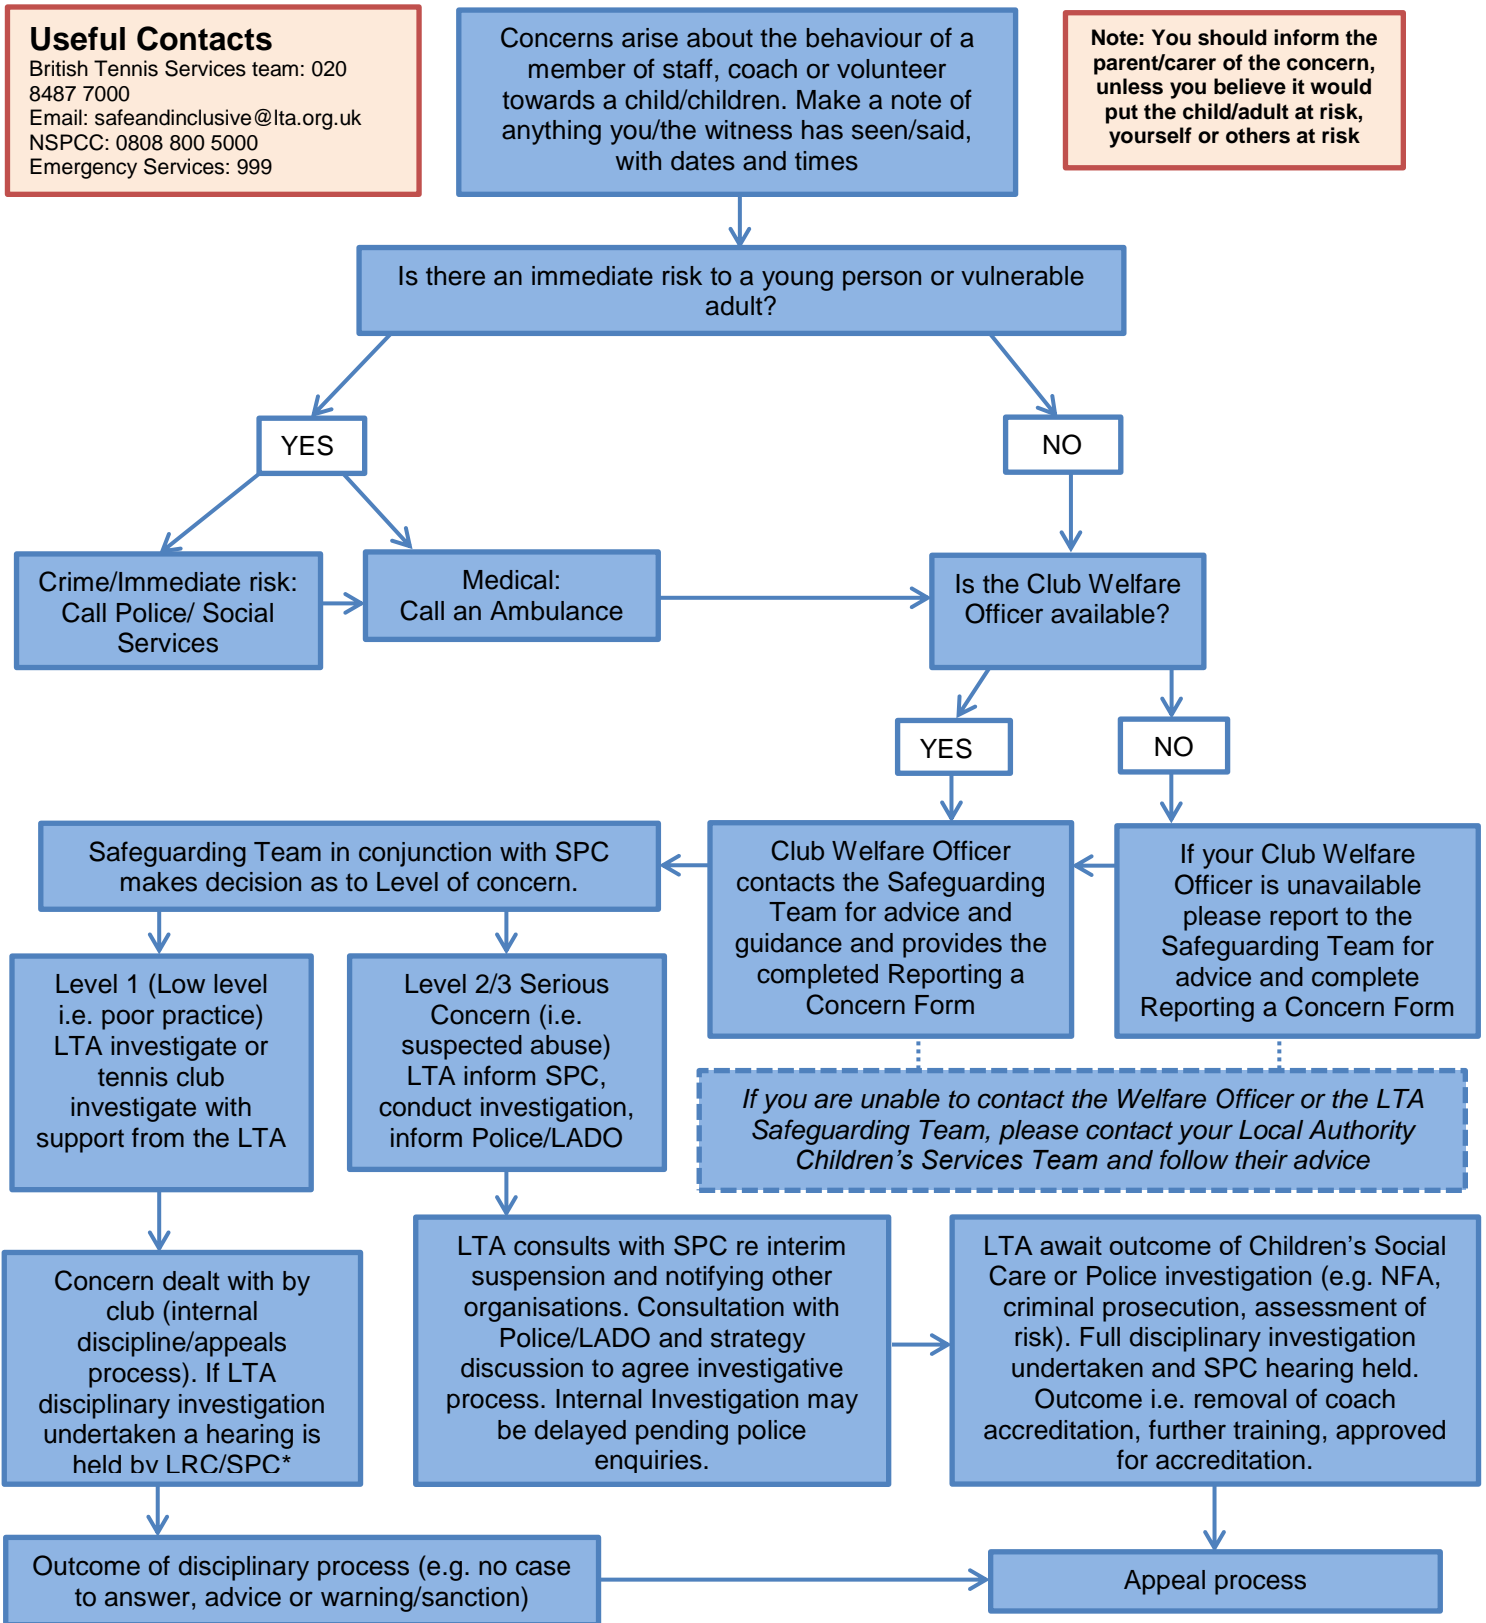 Useful Contacts
British Tennis Services team: 020
8487 7000
Email: safeandinclusive@lta.org.uk
NSPCC: 0808 800 5000
Emergency Services: 999
Concerns arise about the behaviour of a
member of staff, coach or volunteer
towards a child/children. Make a note of
anything you/the witness has seen/said,
with dates and times
Note: You should inform the
parent/carer of the concern,
unless you believe it would
put the child/adult at risk,
yourself or others at risk
Is there an immediate risk to a young person or vulnerable
adult?
YES
NO
Crime/Immediate risk:
Call Police/ Social
Services
Medical:
Call an Ambulance
Is the Club Welfare
Officer available?
YES
NO
Safeguarding Team in conjunction with SPC
makes decision as to Level of concern.
Club Welfare Officer
contacts the Safeguarding
Team for advice and
guidance and provides the
completed Reporting a
Concern Form
If your Club Welfare
Officer is unavailable
please report to the
Safeguarding Team for
advice and complete
Reporting a Concern Form
Level 1 (Low level
i.e. poor practice)
LTA investigate or
tennis club
investigate with
support from the LTA
Level 2/3 Serious
Concern (i.e.
suspected abuse)
LTA inform SPC,
conduct investigation,
inform Police/LADO
If you are unable to contact the Welfare Officer or the LTA
Safeguarding Team, please contact your Local Authority
Children's Services Team and follow their advice
Concern dealt with by
club (internal
discipline/appeals
process). If LTA
disciplinary investigation
undertaken a hearing is
held by LRC/SPC*
LTA consults with SPC re interim
suspension and notifying other
organisations. Consultation with
Police/LADO and strategy
discussion to agree investigative
process. Internal Investigation may
be delayed pending police
enquiries.
LTA await outcome of Children's Social
Care or Police investigation (e.g. NFA,
criminal prosecution, assessment of
risk). Full disciplinary investigation
undertaken and SPC hearing held.
Outcome i.e. removal of coach
accreditation, further training, approved
for accreditation.
Outcome of disciplinary process (e.g. no case
to answer, advice or warning/sanction)
Appeal process